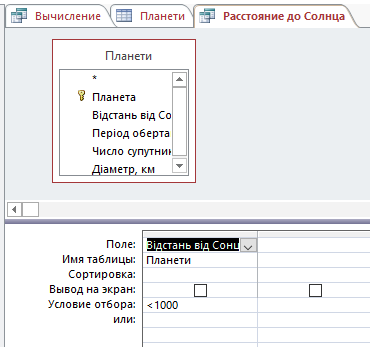 Вычисление Планети Расстояние до Солнца
Планети
*
Планета
Відстань від Со
Період оберта
Число супутник
Діаметр, км
Поле: Відстань від Сонц
Имя таблицы: Планети
Сортировка:
Вывод на экран:
Условие отбора: <1000
или: